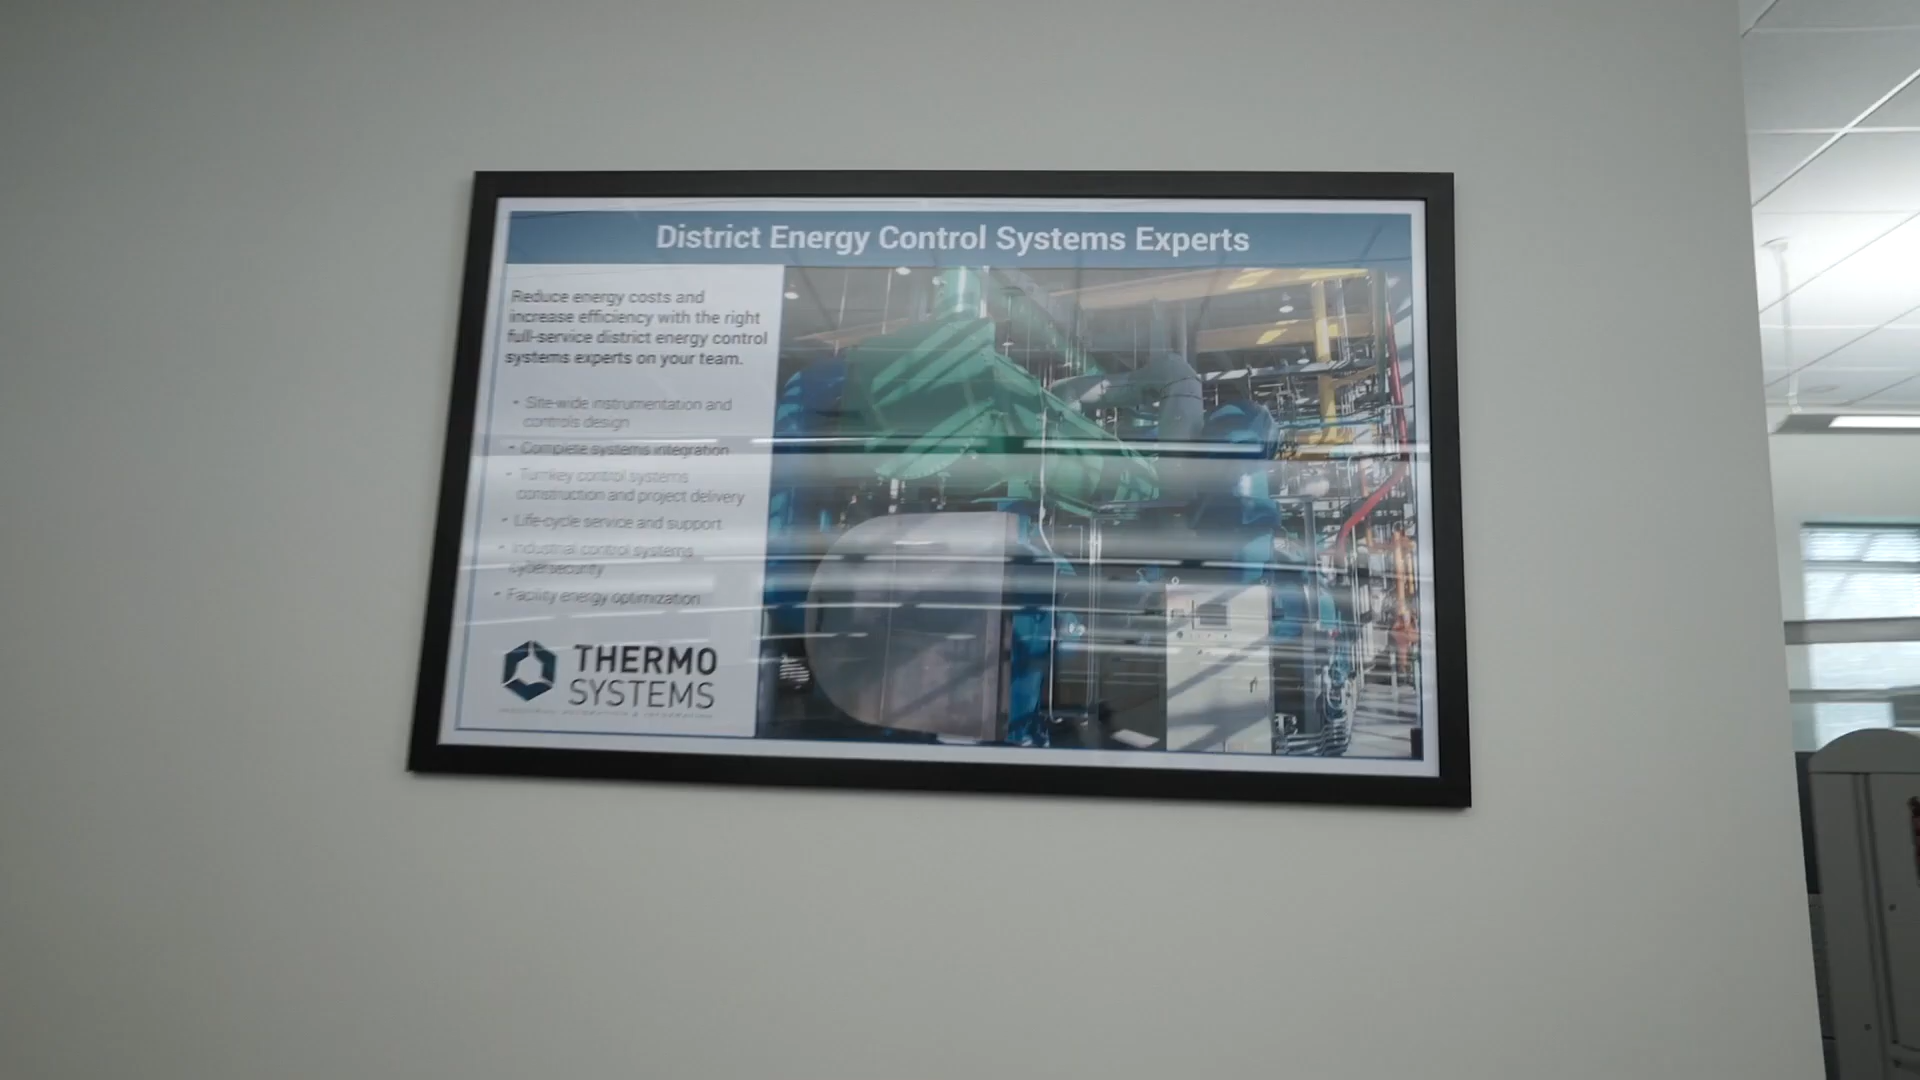 District Energy Control Systems Experts
Reduce energy costs and
increase efficiency with the right
full-service district energy control
systems experts on your team.
• Site-wide instrumentation and
controls design
• Complete systems integration
• Turnkey control systems
construction and project delivery
• Life-cycle service and support
• Industrial control systems
cybersecurity
• Facility energy optimization
THERMO
SYSTEMS